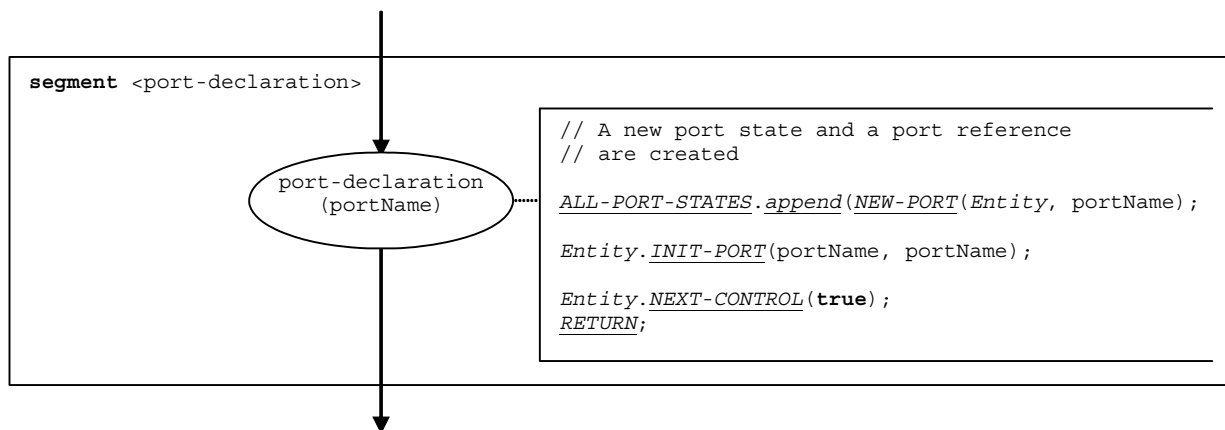 segment <port-declaration>
port-declaration
(portName)
// A new port state and a port reference
// are created
ALL-PORT-STATES.append(NEW-PORT(Entity, portName);
Entity.INIT-PORT(portName, portName);
Entity.NEXT-CONTROL(true);
RETURN;